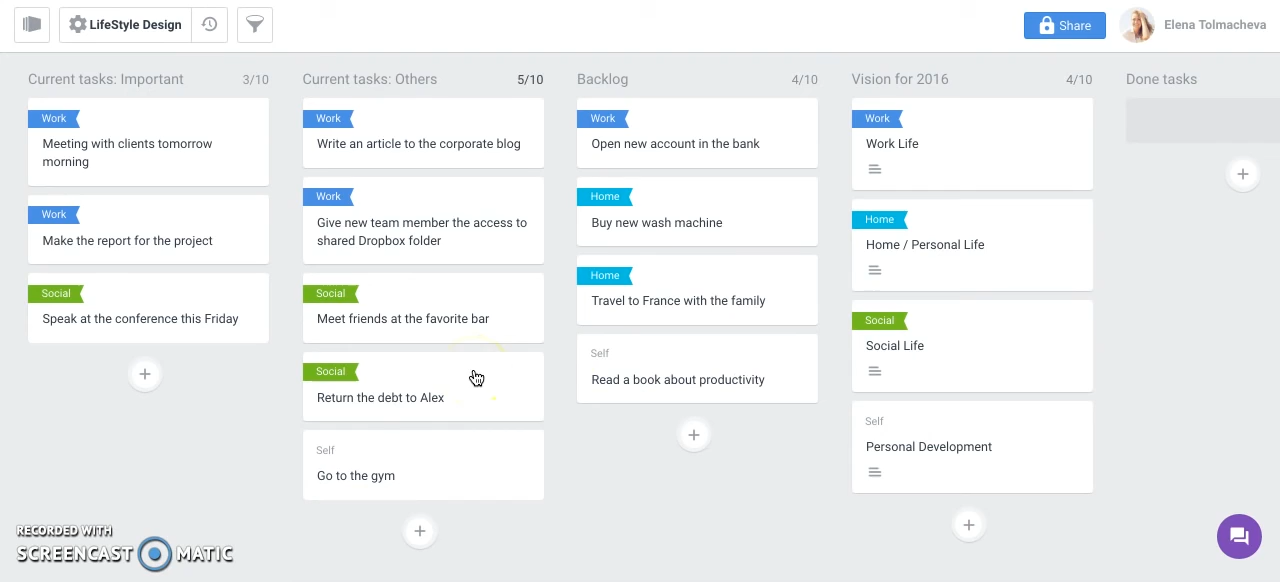 LifeStyle Design
Share
Elena Tolmacheva
Current tasks: Important
3/10
Work
Meeting with clients tomorrow
morning
Work
Make the report for the project
Social
Speak at the conference this Friday
Current tasks: Others
5/10
Work
Write an article to the corporate blog
Work
Give new team member the access to
shared Dropbox folder
Social
Meet friends at the favorite bar
Social
Return the debt to Alex
Self
Go to the gym
Backlog
4/10
Work
Open new account in the bank
Home
Buy new wash machine
Home
Travel to France with the family
Self
Read a book about productivity
Vision for 2016
4/10
Work
Work Life
Home
Home / Personal Life
Social
Social Life
Self
Personal Development
Done tasks
RECORDED WITH
SCREENCAST MATIC